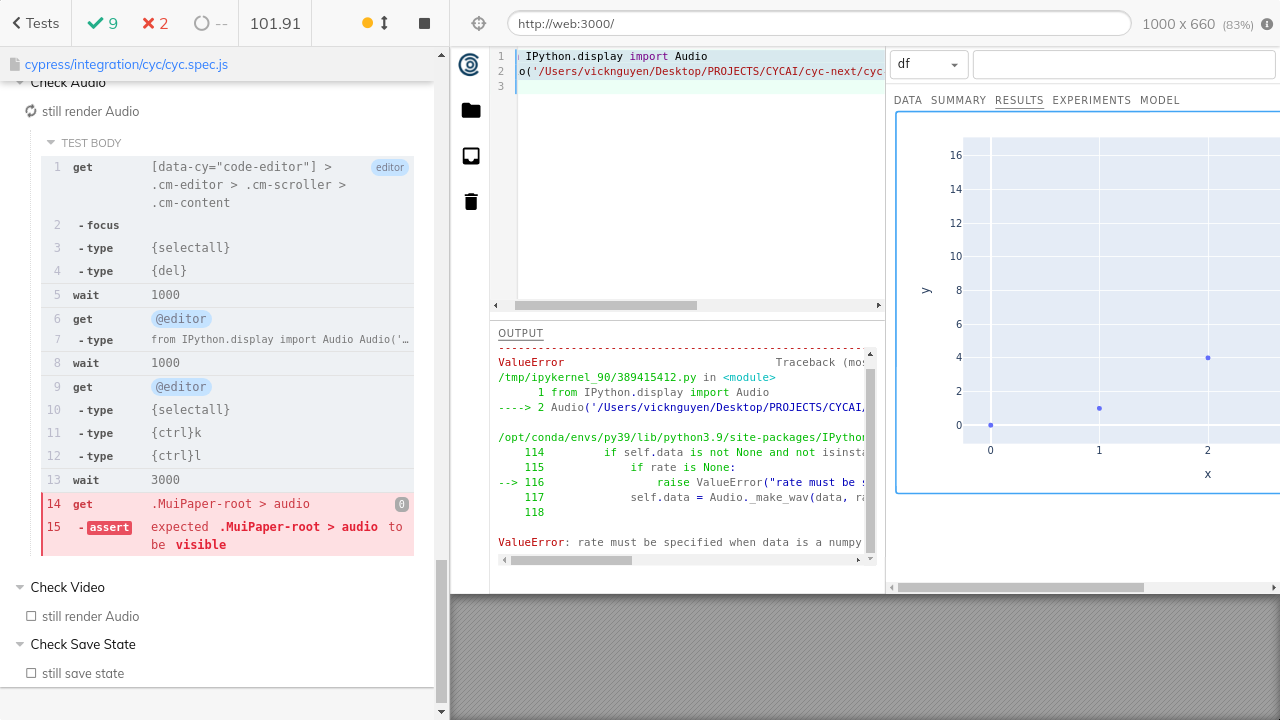 Tests
9
2
--
101.91
http://web:3000/
1000 x 660 (83%)
cypress/integration/cyc/cyc.spec.js
Check Audio
still render Audio
TEST BODY
1 get [data-cy="code-editor"] > editor
.cm-editor > .cm-scroller >
.cm-content
2 -focus
3 -type {selectall}
4 -type {del}
5 wait 1000
6 get @editor
7 -type from IPython.display import Audio Audio('…
8 wait 1000
9 get @editor
10 -type {selectall}
11 -type {ctrl}k
12 -type {ctrl}l
13 wait 3000
14 get .MuiPaper-root > audio 0
15 -assert expected .MuiPaper-root > audio to
be visible
Check Video
still render Audio
Check Save State
still save state
1 IPython.display import Audio
2 o('/Users/vicknguyen/Desktop/PROJECTS/CYCAI/cyc-next/cyc
3
OUTPUT
---------------------------------------------------------
ValueError Traceback (mos
/tmp/ipykernel_90/389415412.py in <module>
1 from IPython.display import Audio
----> 2 Audio('/Users/vicknguyen/Desktop/PROJECTS/CYCAI/
/opt/conda/envs/py39/lib/python3.9/site-packages/IPython
114 if self.data is not None and not isinsta
115 if rate is None:
--> 116 raise ValueError("rate must be s
117 self.data = Audio._make_wav(data, ra
118
ValueError: rate must be specified when data is a numpy
df
DATA SUMMARY RESULTS EXPERIMENTS MODEL
16
14
12
10
8
6
4
2
0
y
0 1 2
x